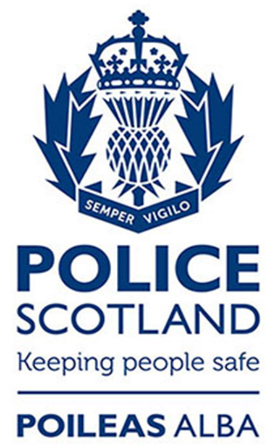 SEMPER VIGILO
POLICE
SCOTLAND
Keeping people safe
POILEAS ALBA